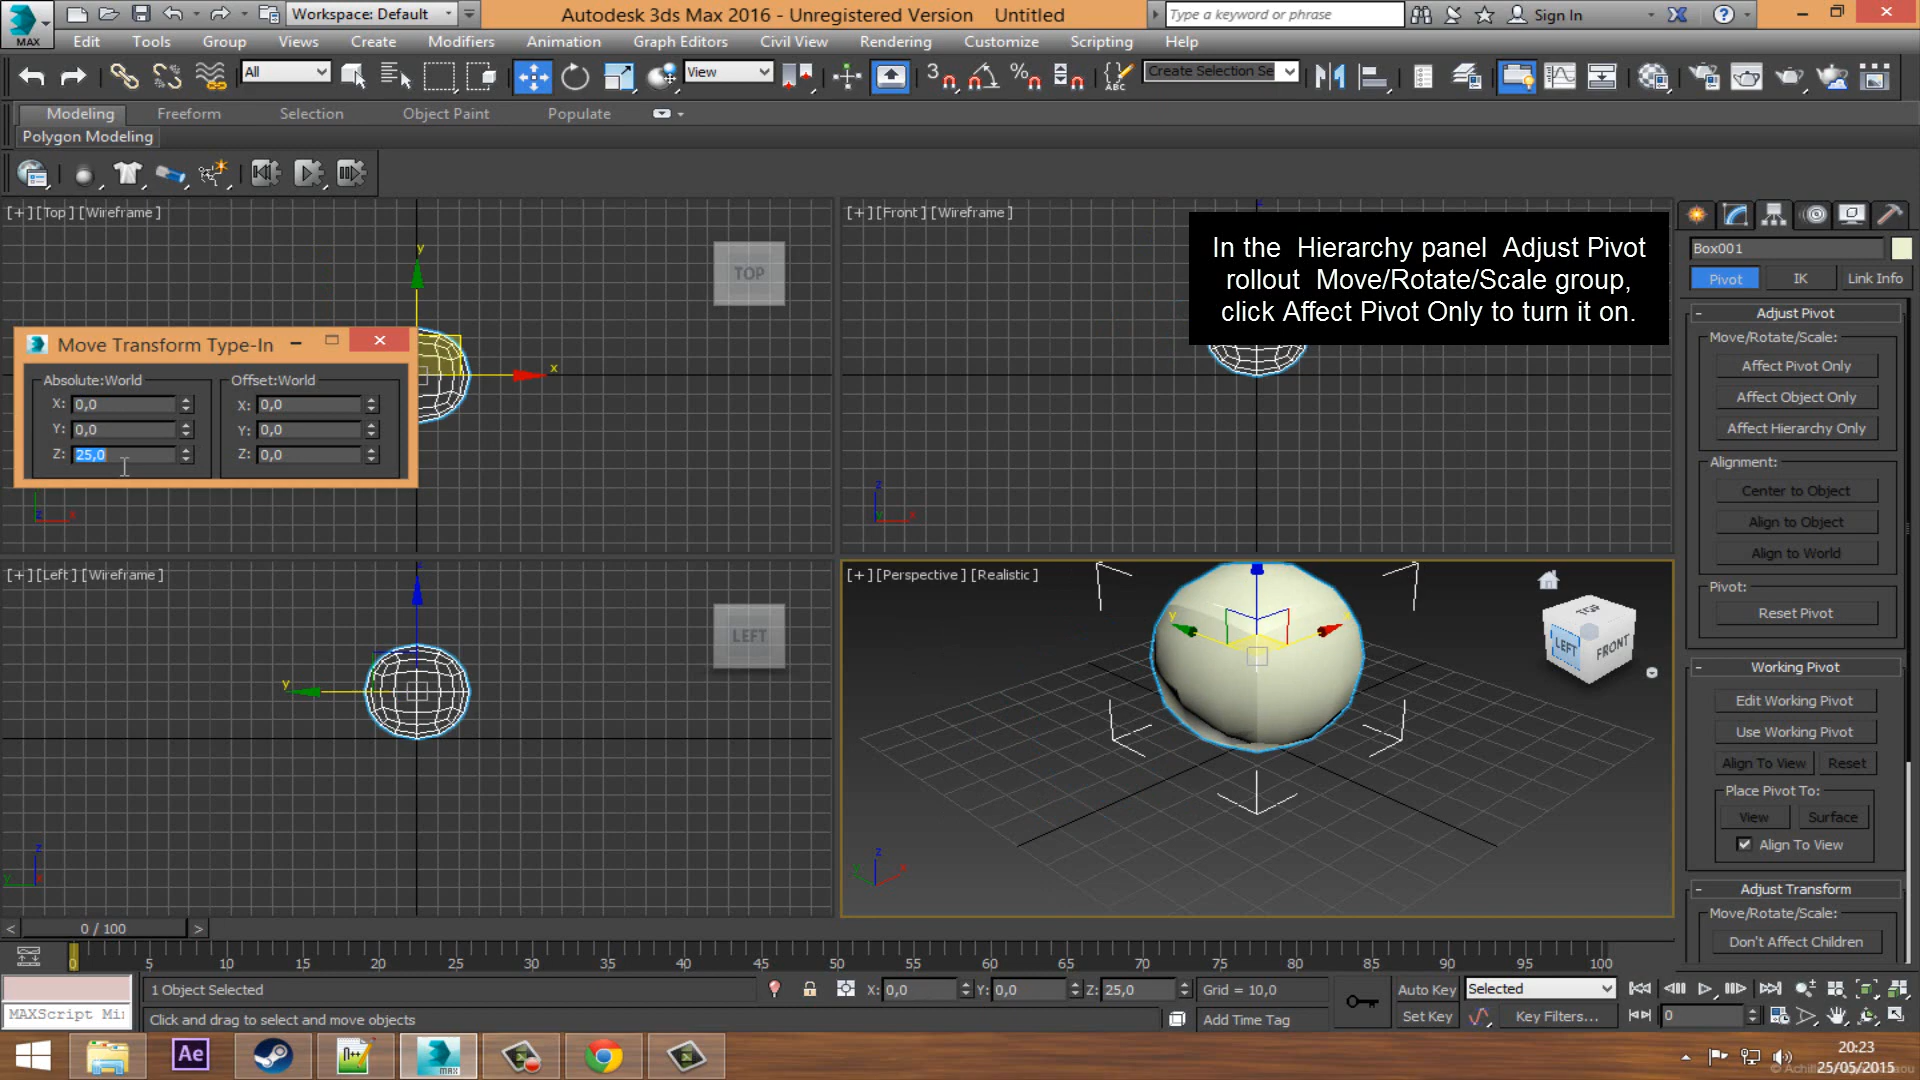 Workspace: Default
Autodesk 3ds Max 2016 - Unregistered Version Untitled
Type a keyword or phrase
Sign In
MAX
Edit Tools Group Views Create Modifiers Animation Graph Editors Civil View Rendering Customize Scripting Help
All
View
3
ABC
Create Selection Se
Modeling Freeform Selection Object Paint Populate
Polygon Modeling
[+] [Top] [Wireframe]
TOP
y
x
[+] [Front] [Wireframe]
In the Hierarchy panel Adjust Pivot
rollout Move/Rotate/Scale group,
click Affect Pivot Only to turn it on.
Move Transform Type-In
Absolute:World
X: 0,0
Y: 0,0
Z: 25,0
Offset:World
X: 0,0
Y: 0,0
Z: 0,0
[+] [Left] [Wireframe]
LEFT
y
[+] [Perspective] [Realistic]
TOP
LEFT
FRONT
Box001
Pivot IK Link Info
- Adjust Pivot
Move/Rotate/Scale:
Affect Pivot Only
Affect Object Only
Affect Hierarchy Only
Alignment:
Center to Object
Align to Object
Align to World
Pivot:
Reset Pivot
- Working Pivot
Edit Working Pivot
Use Working Pivot
Align To View Reset
Place Pivot To:
View Surface
Align To View
- Adjust Transform
Move/Rotate/Scale:
Don't Affect Children
< 0 / 100 >
0 5 10 15 20 25 30 35 40 45 50 55 60 65 70 75 80 85 90 95 100
1 Object Selected
X: 0,0 Y: 0,0 Z: 25,0 Grid = 10,0
Auto Key Selected
MAXScript Mi
Click and drag to select and move objects
Add Time Tag
Set Key Key Filters...
0
Ae
MAX
20:23
25/05/2015